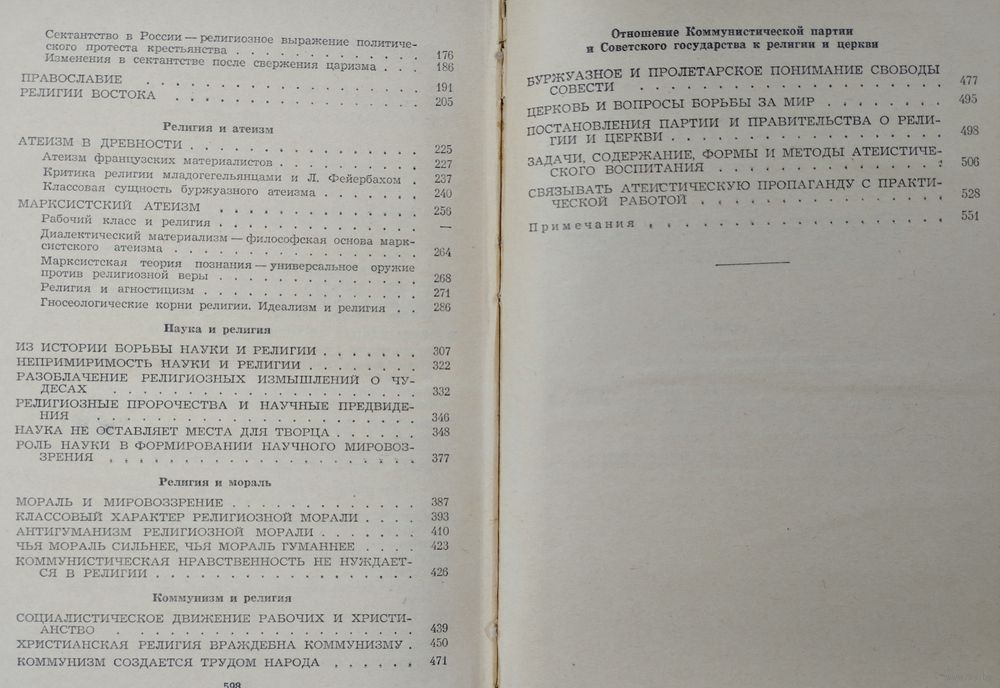 Сектантство в России — религиозное выражение политиче-
ского протеста крестьянства . . . . . . . . . . . 176
Изменения в сектантстве после свержения царизма . . . 186
ПРАВОСЛАВИЕ . . . . . . . . . . . . . . . 191
РЕЛИГИИ ВОСТОКА . . . . . . . . . . . . . 205
Религия и атеизм
АТЕИЗМ В ДРЕВНОСТИ . . . . . . . . . . . . 225
Атеизм французских материалистов . . . . . . . . 227
Критика религии младогегельянцами и Л. Фейербахом . 237
Классовая сущность буржуазного атеизма . . . . . . 240
МАРКСИСТСКИЙ АТЕИЗМ . . . . . . . . . . . 256
Рабочий класс и религия . . . . . . . . . . . . —
Диалектический материализм — философская основа марк-
систского атеизма . . . . . . . . . . . . . . 264
Марксистская теория познания — универсальное оружие
против религиозной веры . . . . . . . . . . . . 268
Религия и агностицизм . . . . . . . . . . . . . 271
Гносеологические корни религии. Идеализм и религия . . 286
Наука и религия
ИЗ ИСТОРИИ БОРЬБЫ НАУКИ И РЕЛИГИИ . . . . . . . 307
НЕПРИМИРИМОСТЬ НАУКИ И РЕЛИГИИ . . . . . . . 322
РАЗОБЛАЧЕНИЕ РЕЛИГИОЗНЫХ ИЗМЫШЛЕНИЙ О ЧУ-
ДЕСАХ . . . . . . . . . . . . . . . . . 332
РЕЛИГИОЗНЫЕ ПРОРОЧЕСТВА И НАУЧНЫЕ ПРЕДВИДЕ-
НИЯ . . . . . . . . . . . . . . . . . . 346
НАУКА НЕ ОСТАВЛЯЕТ МЕСТА ДЛЯ ТВОРЦА . . . . . . 348
РОЛЬ НАУКИ В ФОРМИРОВАНИИ НАУЧНОГО МИРОВОЗ-
ЗРЕНИЯ . . . . . . . . . . . . . . . . . 377
Религия и мораль
МОРАЛЬ И МИРОВОЗЗРЕНИЕ . . . . . . . . . . . 387
КЛАССОВЫЙ ХАРАКТЕР РЕЛИГИОЗНОЙ МОРАЛИ . . . . 393
АНТИГУМАНИЗМ РЕЛИГИОЗНОЙ МОРАЛИ . . . . . . 410
ЧЬЯ МОРАЛЬ СИЛЬНЕЕ, ЧЬЯ МОРАЛЬ ГУМАННЕЕ . . . . 423
КОММУНИСТИЧЕСКАЯ НРАВСТВЕННОСТЬ НЕ НУЖДАЕТ-
СЯ В РЕЛИГИИ . . . . . . . . . . . . . . . 426
Коммунизм и религия
СОЦИАЛИСТИЧЕСКОЕ ДВИЖЕНИЕ РАБОЧИХ И ХРИСТИ-
АНСТВО . . . . . . . . . . . . . . . . . 439
ХРИСТИАНСКАЯ РЕЛИГИЯ ВРАЖДЕБНА КОММУНИЗМУ . 450
КОММУНИЗМ СОЗДАЕТСЯ ТРУДОМ НАРОДА . . . . . 471
598
Отношение Коммунистической партии
и Советского государства к религии и церкви
БУРЖУАЗНОЕ И ПРОЛЕТАРСКОЕ ПОНИМАНИЕ СВОБОДЫ
СОВЕСТИ . . . . . . . . . . . . . . . . 477
ЦЕРКОВЬ И ВОПРОСЫ БОРЬБЫ ЗА МИР . . . . . . . . 495
ПОСТАНОВЛЕНИЯ ПАРТИИ И ПРАВИТЕЛЬСТВА О РЕЛИ-
ГИИ И ЦЕРКВИ . . . . . . . . . . . . . . . 498
ЗАДАЧИ, СОДЕРЖАНИЕ, ФОРМЫ И МЕТОДЫ АТЕИСТИЧЕ-
СКОГО ВОСПИТАНИЯ . . . . . . . . . . . . . 506
СВЯЗЫВАТЬ АТЕИСТИЧЕСКУЮ ПРОПАГАНДУ С ПРАКТИ-
ЧЕСКОЙ РАБОТОЙ . . . . . . . . . . . . . . 528
Примечания . . . . . . . . . . . . . . . . 551